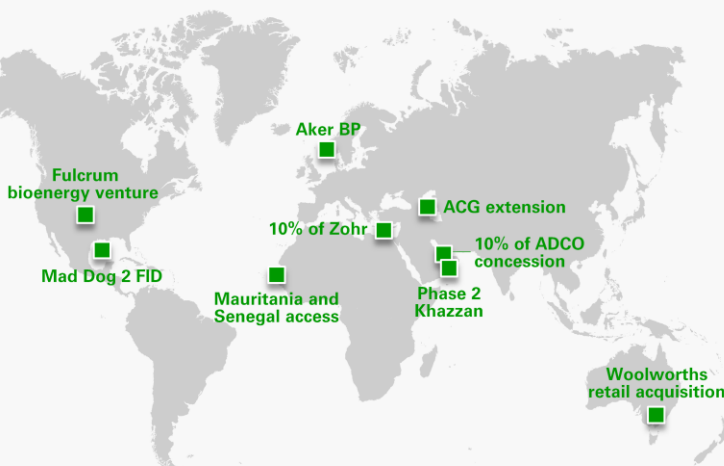 Aker BP
Fulcrum
bioenergy venture
ACG extension
10% of Zohr
10% of ADCO
concession
Mad Dog 2 FID
Mauritania and
Senegal access
Phase 2
Khazzan
Woolworths
retail acquisition